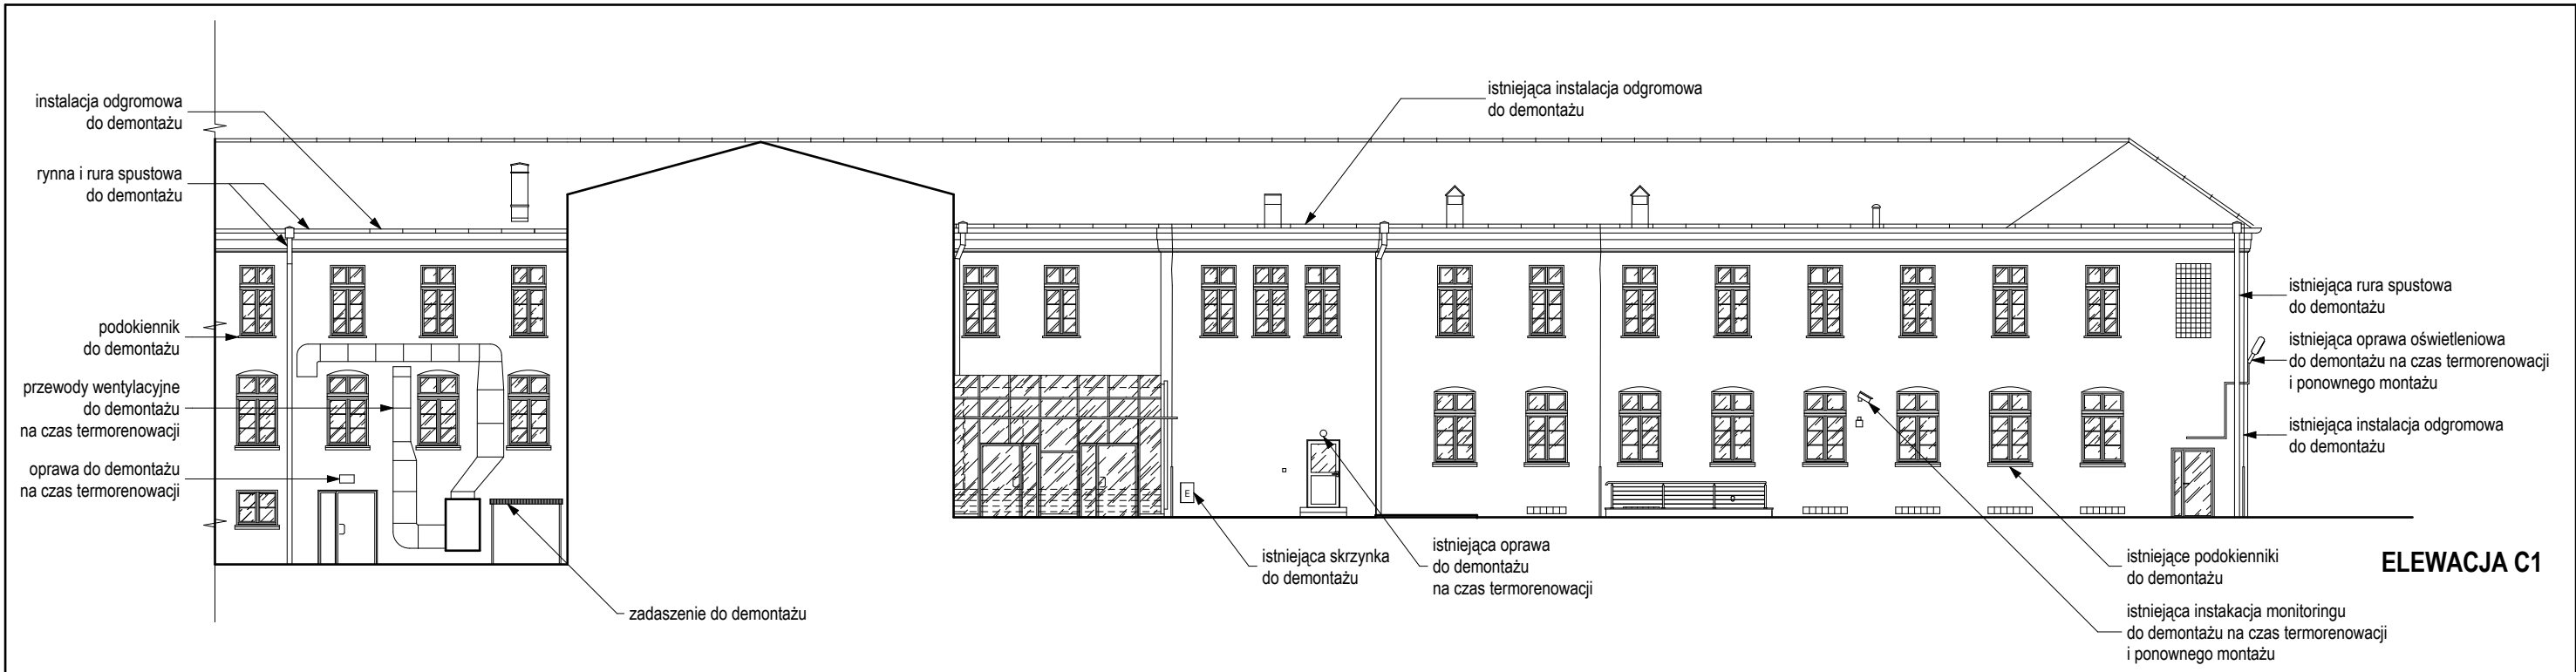 instalacja odgromowa
do demontażu
rynna i rura spustowa
do demontażu
podokiennik
do demontażu
przewody wentylacyjne
do demontażu
na czas termorenowacji
oprawa do demontażu
na czas termorenowacji
zadaszenie do demontażu
istniejąca instalacja odgromowa
do demontażu
E
istniejąca skrzynka
do demontażu
istniejąca oprawa
do demontażu
na czas termorenowacji
istniejąca rura spustowa
do demontażu
istniejąca oprawa oświetleniowa
do demontażu na czas termorenowacji
i ponownego montażu
istniejąca instalacja odgromowa
do demontażu
istniejące podokienniki
do demontażu
istniejąca instakacja monitoringu
do demontażu na czas termorenowacji
i ponownego montażu
ELEWACJA C1